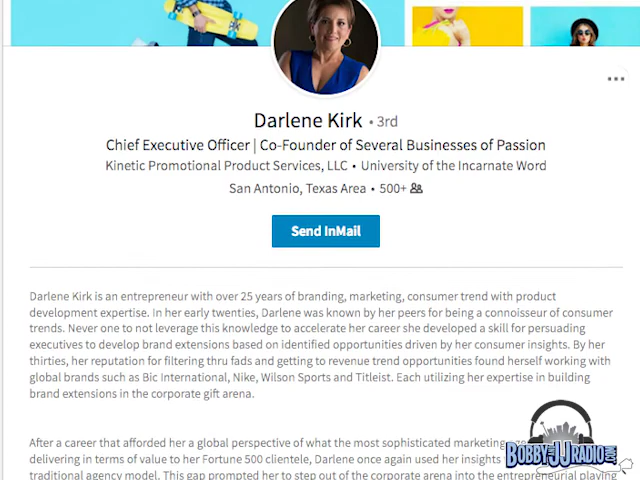 Darlene Kirk • 3rd
Chief Executive Officer | Co-Founder of Several Businesses of Passion
Kinetic Promotional Product Services, LLC • University of the Incarnate Word
San Antonio, Texas Area • 500+
Send InMail
Darlene Kirk is an entrepreneur with over 25 years of branding, marketing, consumer trend with product
development expertise. In her early twenties, Darlene was known by her peers for being a connoisseur of consumer
trends. Never one to not leverage this knowledge to accelerate her career she developed a skill for persuading
executives to develop brand extensions based on identified opportunities driven by her consumer insights. By her
thirties, her reputation for filtering thru fads and getting to revenue trend opportunities found herself working with
global brands such as Bic International, Nike, Wilson Sports and Titleist. Each utilizing her expertise in building
brand extensions in the corporate gift arena.
After a career that afforded her a global perspective of what the most sophisticated marketing
delivering in terms of value to her Fortune 500 clientele, Darlene once again used her insights
traditional agency model. This gap prompted her to step out of the corporate arena into the entrepreneurial playing
BOBBY AND JJ RADIO.COM